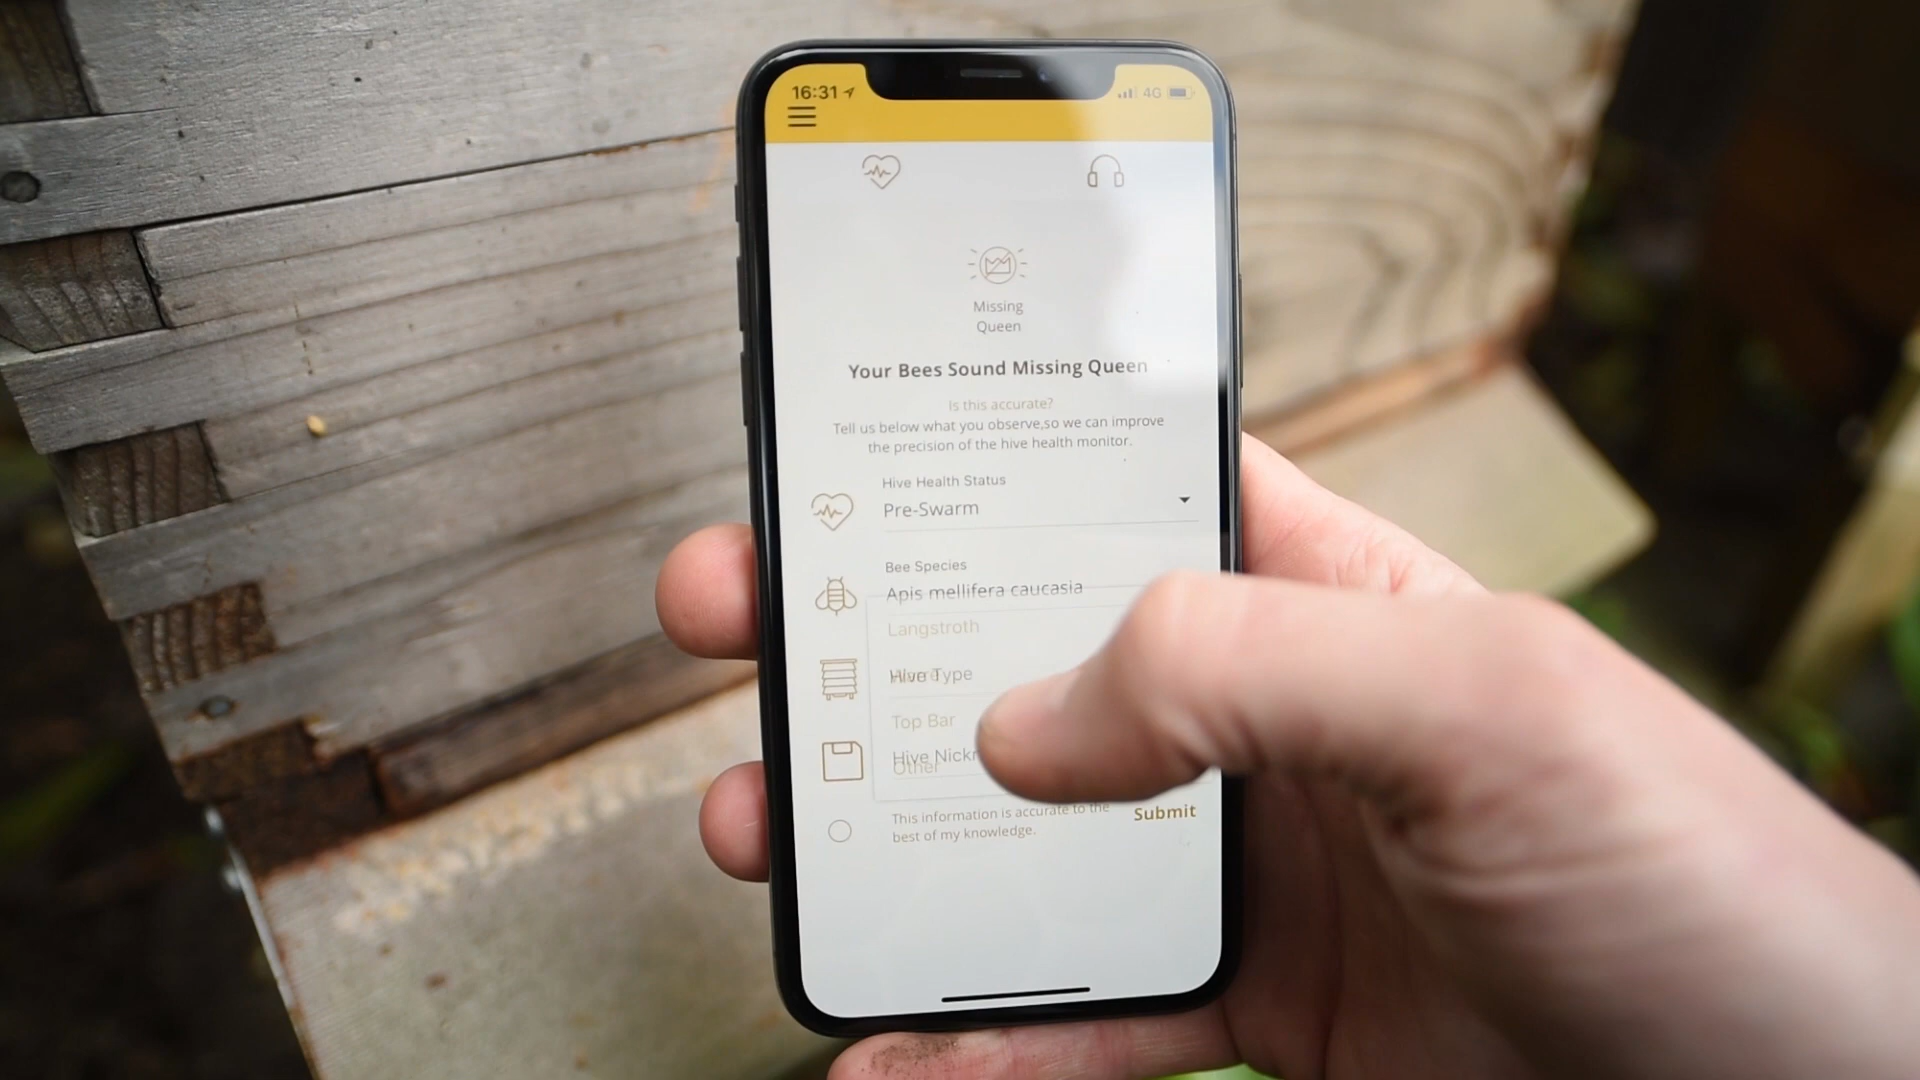 16:31
4G
Missing
Queen
Your Bees Sound Missing Queen
Is this accurate?
Tell us below what you observe,so we can improve
the precision of the hive health monitor.
Hive Health Status
Pre-Swarm
Bee Species
Apis mellifera caucasia
Langstroth
Hive Type
Top Bar
Hive
Other
This information is accurate to the
best of my knowledge.
Submit